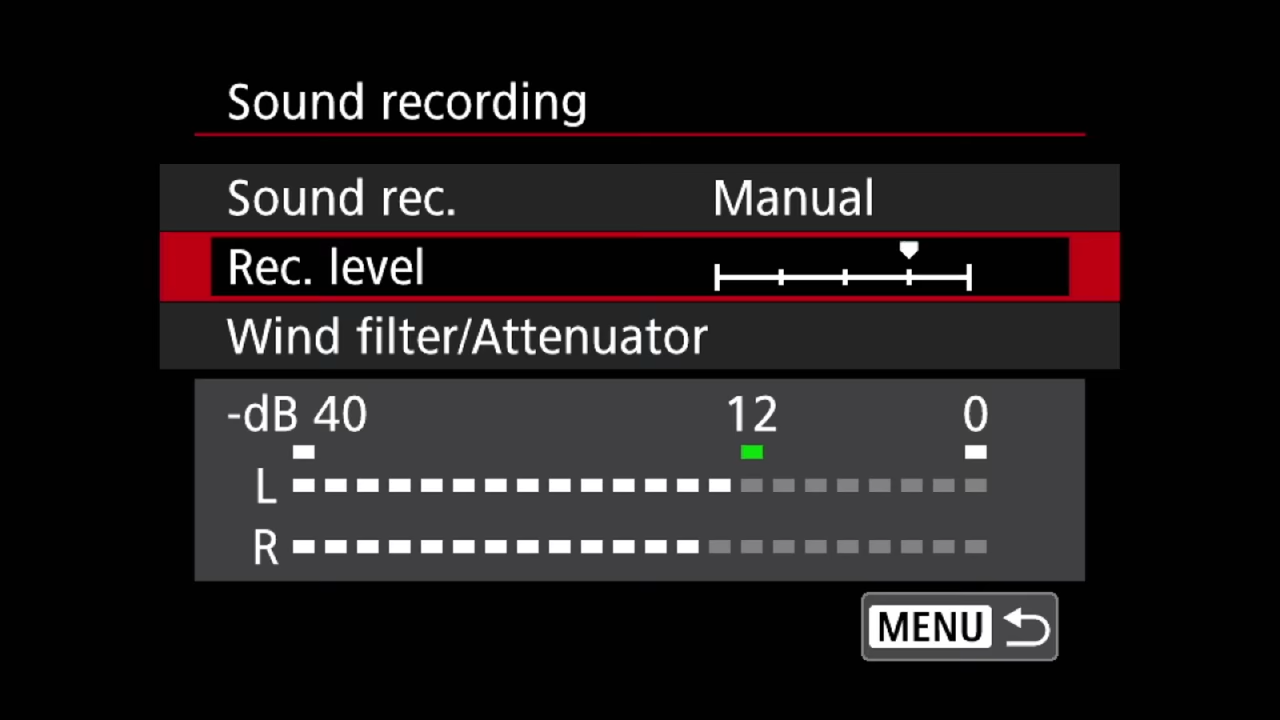 Sound recording
Sound rec. Manual
Rec. level
Wind filter/Attenuator
-dB 40 12 0
L
R
MENU